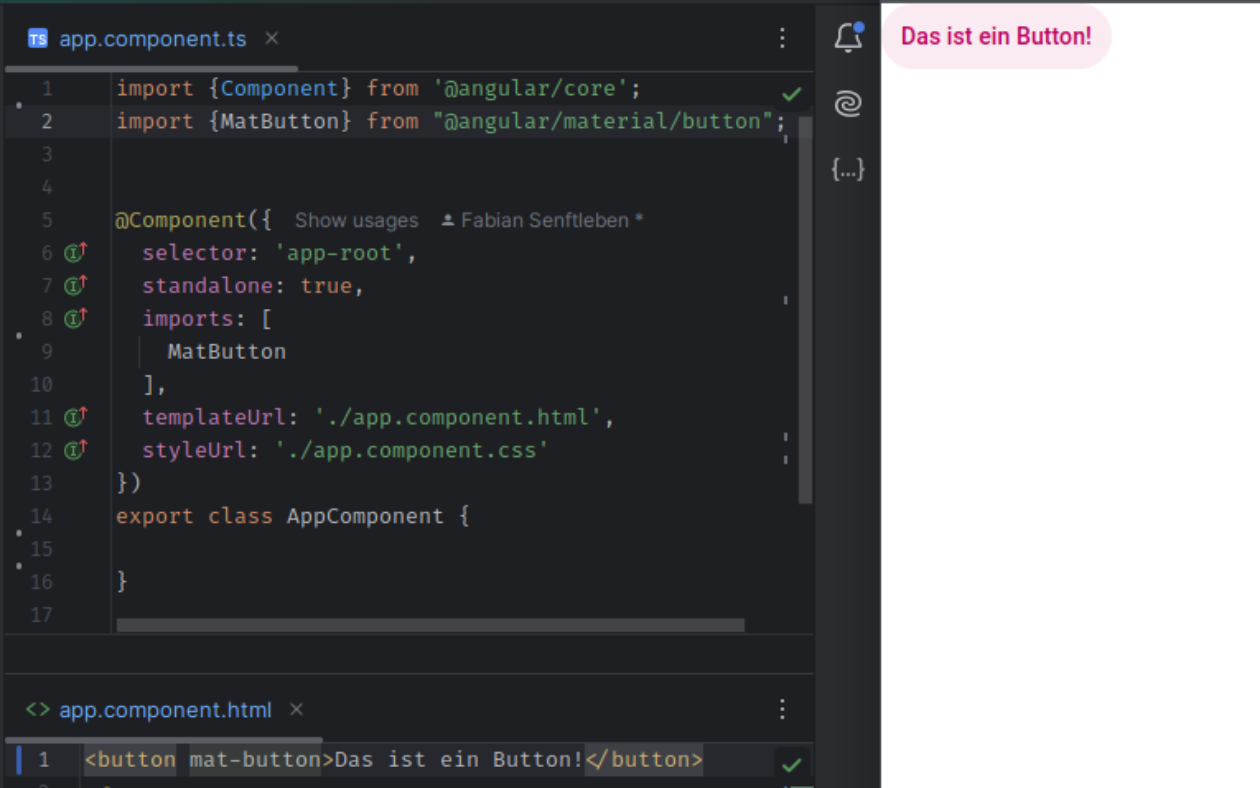 TS app.component.ts ×
1 import {Component} from '@angular/core';
2 import {MatButton} from "@angular/material/button";
3
4
5 @Component({ Show usages Fabian Senftleben *
6 selector: 'app-root',
7 standalone: true,
8 imports: [
9 MatButton
10 ],
11 templateUrl: './app.component.html',
12 styleUrl: './app.component.css'
13 })
14 export class AppComponent {
15
16 }
17
<> app.component.html ×
1 <button mat-button>Das ist ein Button!</button>
{...}
Das ist ein Button!